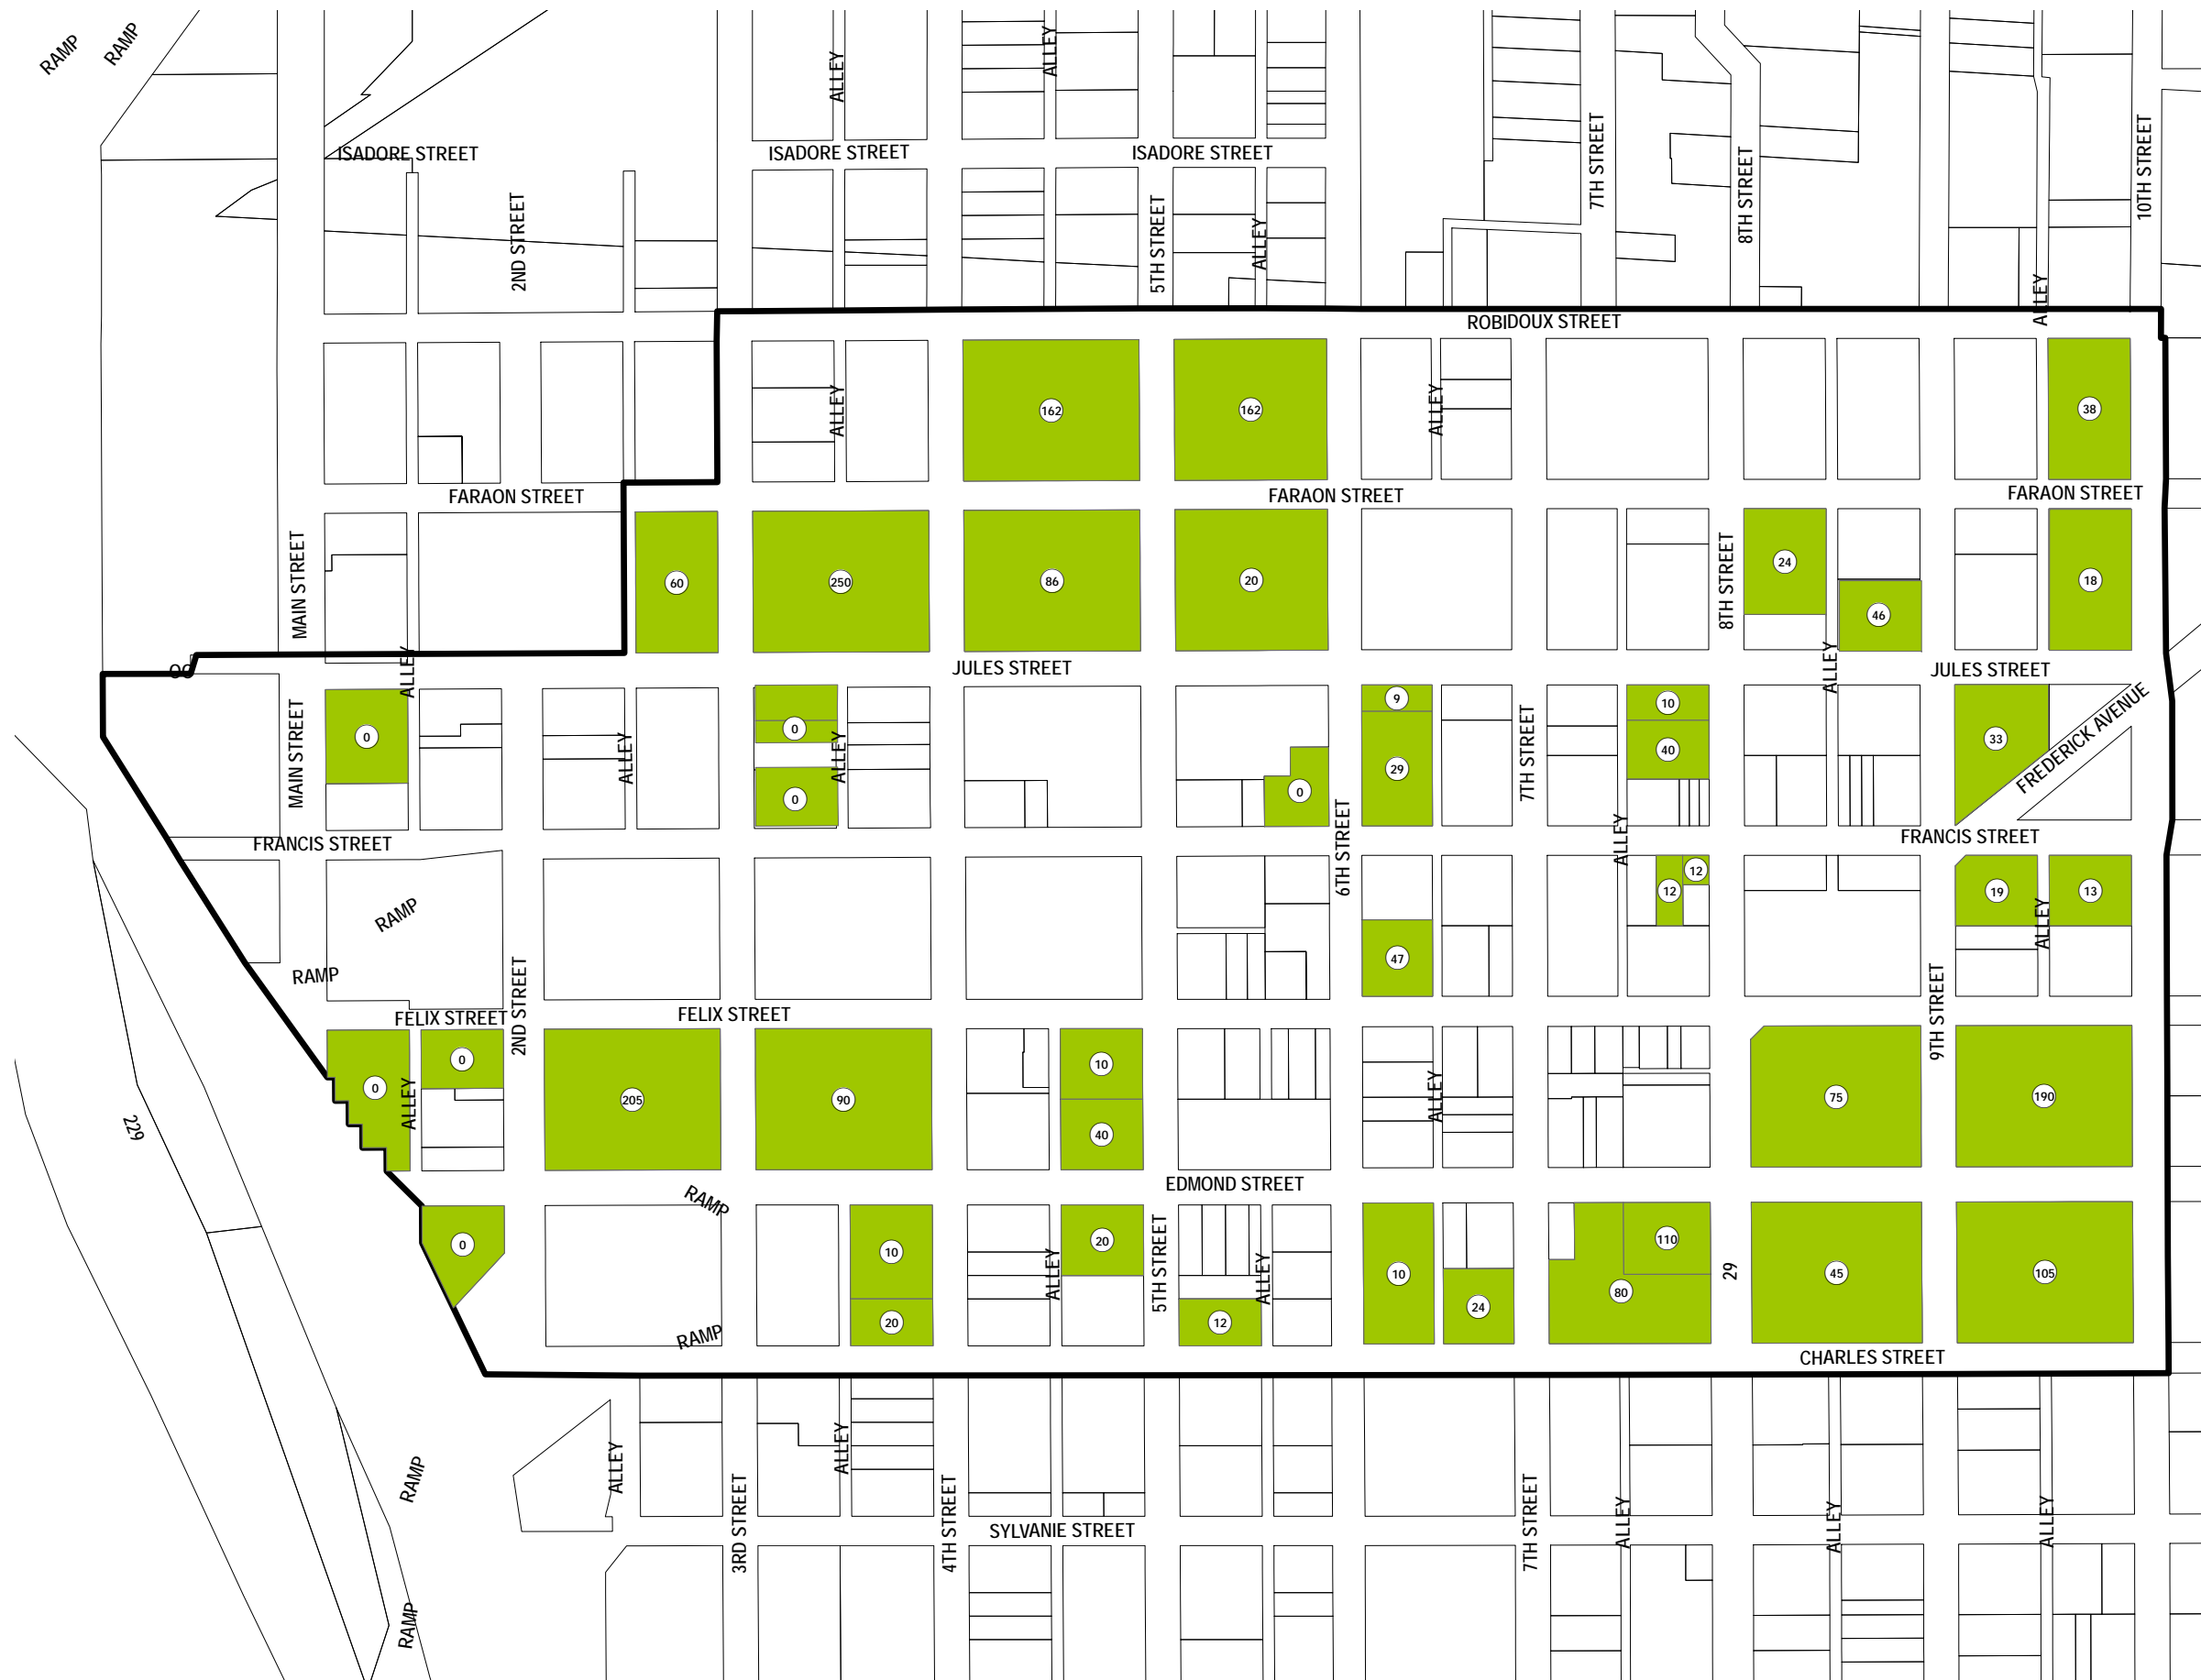 RAMP
RAMP
ALLEY
ALLEY
ISADORE STREET
ISADORE STREET
ISADORE STREET
7TH STREET
8TH STREET
10TH STREET
2ND STREET
5TH STREET
ALLEY
ALLEY
ROBIDOUX STREET
ALLEY
162
162
ALLEY
38
FARAON STREET
FARAON STREET
FARAON STREET
MAIN STREET
60
250
86
20
8TH STREET
24
46
18
ALLEY
JULES STREET
ALLEY
JULES STREET
MAIN STREET
0
ALLEY
0
0
ALLEY
0
9
29
7TH STREET
10
40
33
FREDERICK AVENUE
FRANCIS STREET
6TH STREET
ALLEY
FRANCIS STREET
RAMP
12
12
19
ALLEY
13
RAMP
47
2ND STREET
9TH STREET
FELIX STREET
FELIX STREET
0
0
ALLEY
205
90
10
40
ALLEY
75
190
229
EDMOND STREET
RAMP
0
10
20
ALLEY
20
5TH STREET
12
ALLEY
10
24
110
80
29
45
105
RAMP
CHARLES STREET
RAMP
ALLEY
ALLEY
3RD STREET
4TH STREET
SYLVANIE STREET
7TH STREET
ALLEY
ALLEY
ALLEY
RAMP